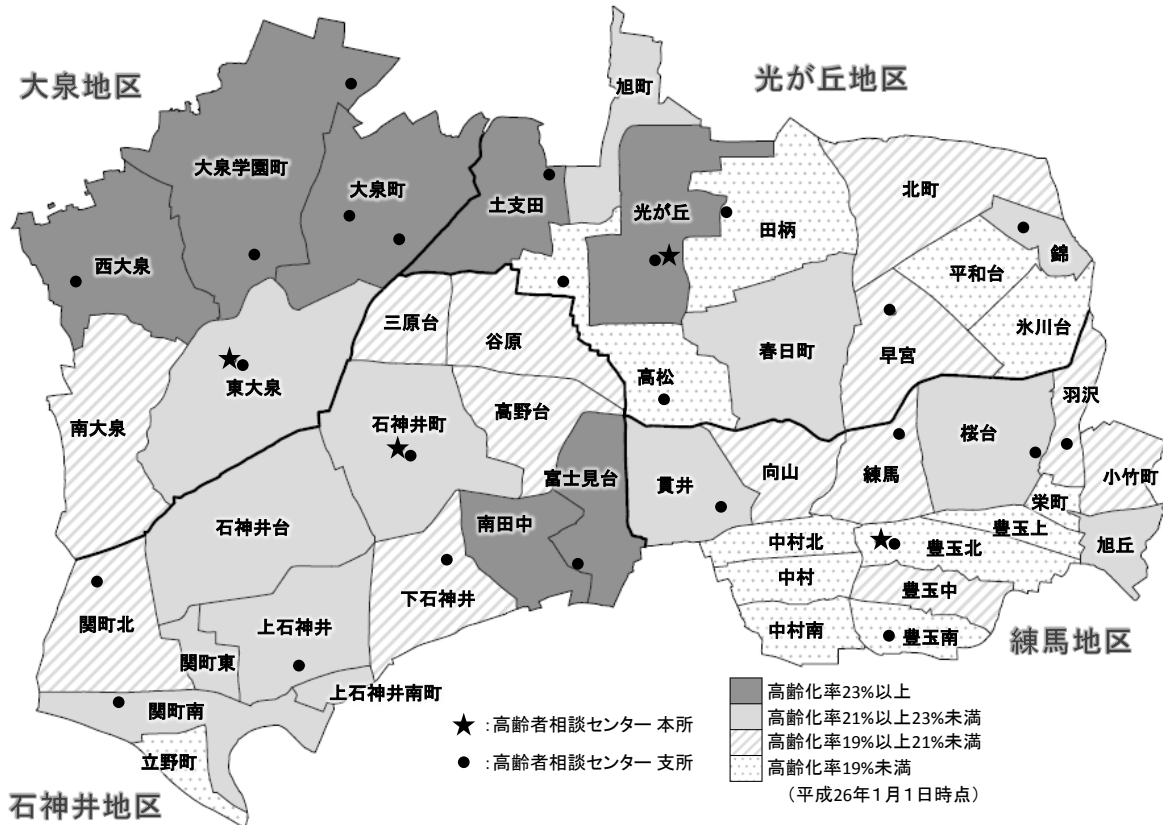 大泉地区
光が丘地区
旭町
大泉学園町
大泉町
土支田
光が丘
田柄
北町
錦
平和台
西大泉
氷川台
三原台
谷原
春日町
早宮
高松
東大泉
南大泉
石神井町
高野台
羽沢
桜台
富士見台
貫井
向山
練馬
小竹町
栄町
石神井台
南田中
中村北
豊玉北
豊玉上
旭丘
下石神井
中村
豊玉中
関町北
上石神井
中村南
豊玉南
関町東
練馬地区
上石神井南町
関町南
立野町
石神井地区
★ :高齢者相談センター 本所
● :高齢者相談センター 支所
高齢化率23%以上
高齢化率21%以上23%未満
高齢化率19%以上21%未満
高齢化率19%未満
(平成26年1月1日時点)